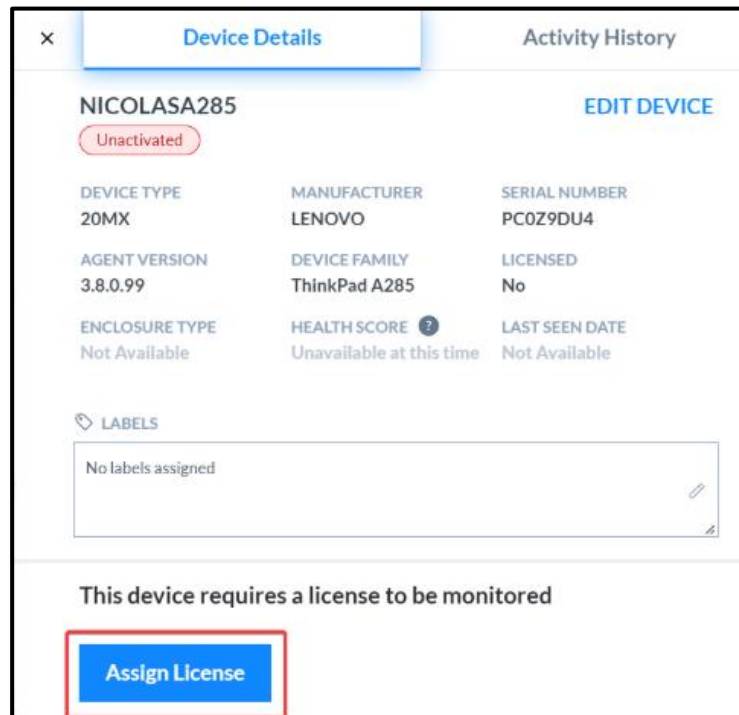 × Device Details Activity History
NICOLASA285 EDIT DEVICE
Unactivated
DEVICE TYPE MANUFACTURER SERIAL NUMBER
20MX LENOVO PC0Z9DU4
AGENT VERSION DEVICE FAMILY LICENSED
3.8.0.99 ThinkPad A285 No
ENCLOSURE TYPE HEALTH SCORE ? LAST SEEN DATE
Not Available Unavailable at this time Not Available
LABELS
No labels assigned
This device requires a license to be monitored
Assign License